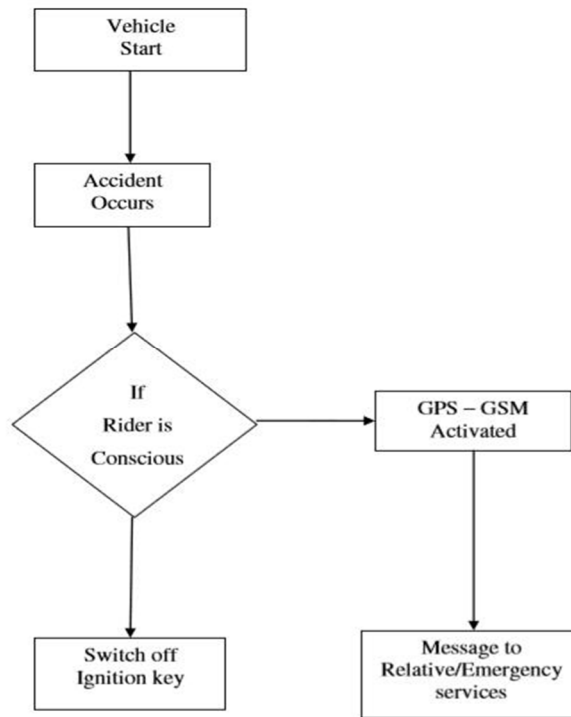 Vehicle
Start
Accident
Occurs
If
Rider is
Conscious
GPS – GSM
Activated
Switch off
Ignition key
Message to
Relative/Emergency
services